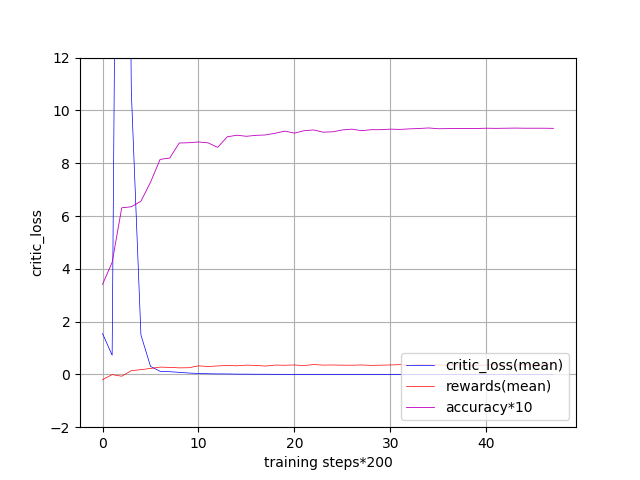 12
10
8
6
4
2
0
−2
critic_loss
critic_loss(mean)
rewards(mean)
accuracy*10
0
10
20
30
40
training steps*200